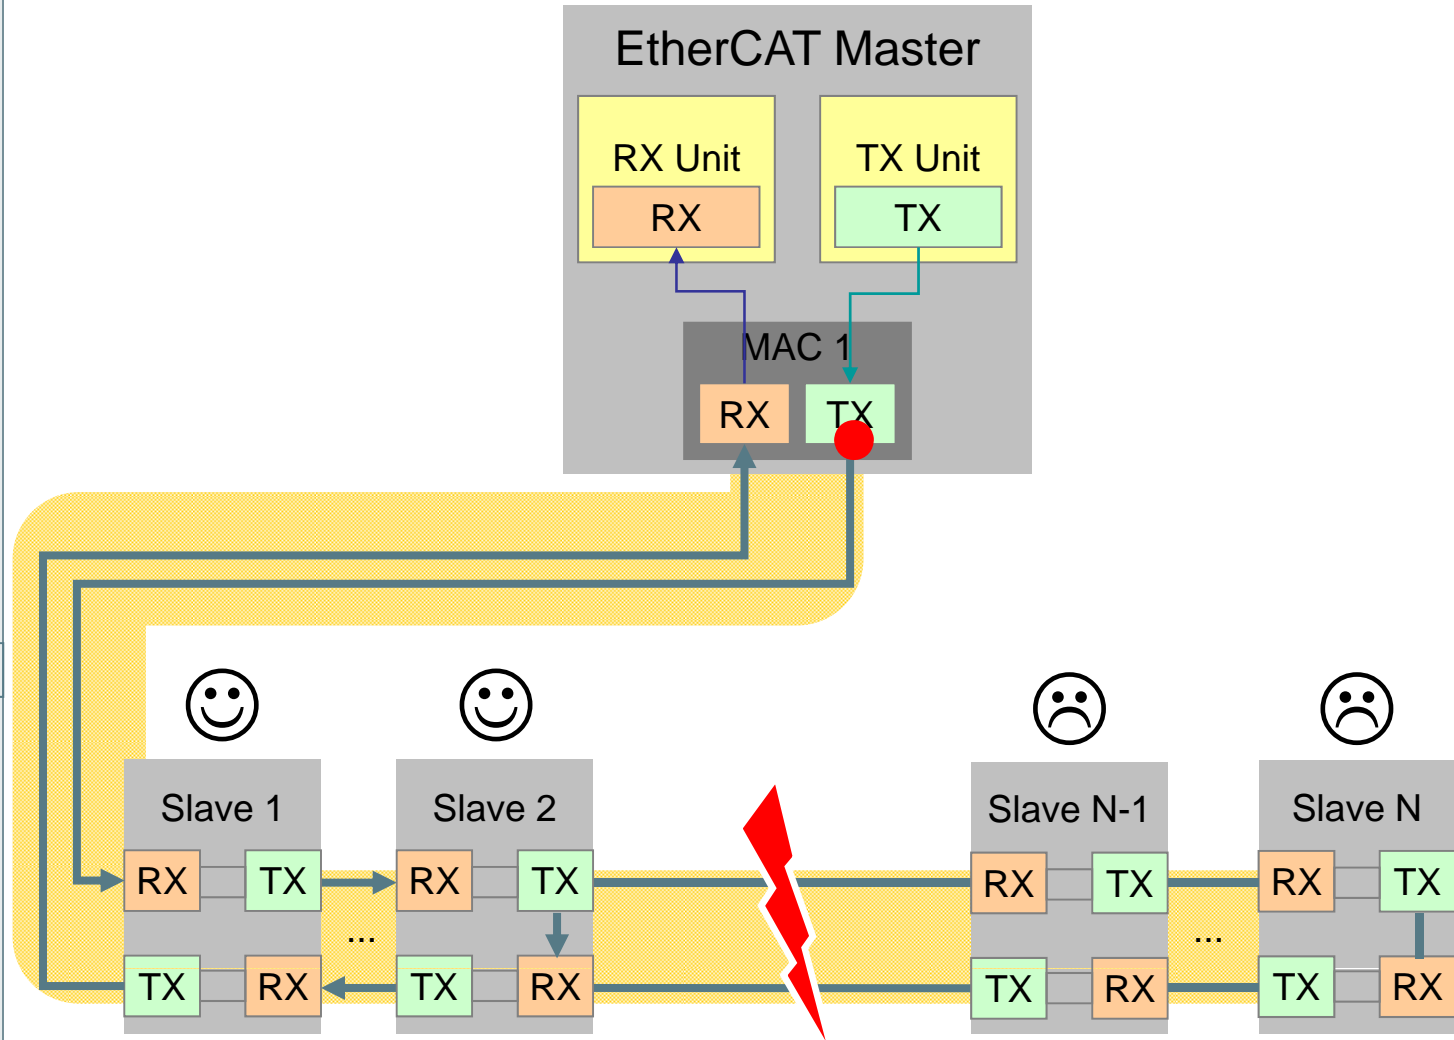 EtherCAT Master
RX Unit
TX Unit
RX
TX
MAC 1
RX
TX
Slave 1
Slave 2
Slave N-1
Slave N
RX
TX
RX
TX
RX
TX
RX
TX
...
...
TX
RX
TX
RX
TX
RX
TX
RX